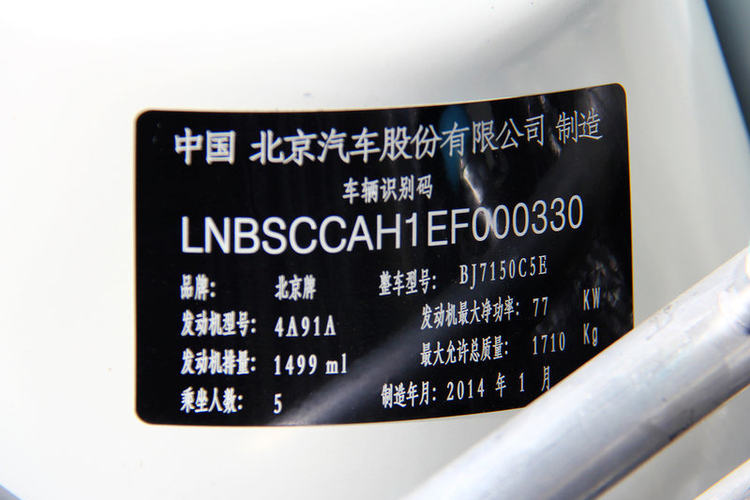 中国 北京汽车股份有限公司 制造
车辆识别码
LNBSCCAH1EF000330
品牌: 北京牌 整车型号: BJ7150C5E
发动机型号: 4A91A 发动机最大净功率: 77 KW
发动机排量: 1499 ml 最大允许总质量: 1710 Kg
乘坐人数: 5 制造年月: 2014 年 1 月